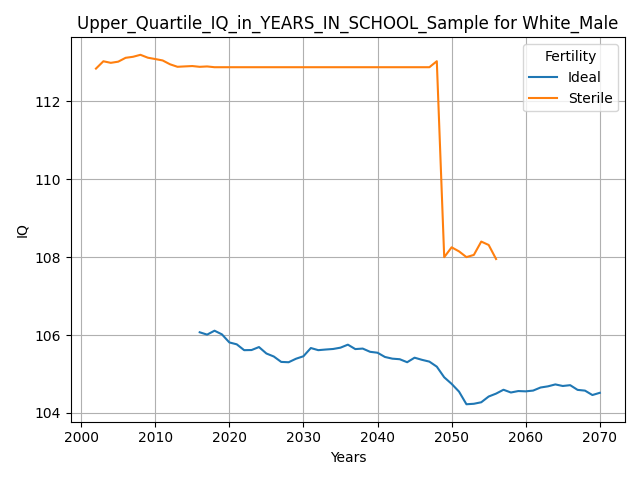 Upper_Quartile_IQ_in_YEARS_IN_SCHOOL_Sample for White_Male
Fertility
Ideal
Sterile
112
110
108
106
104
IQ
2000 2010 2020 2030 2040 2050 2060 2070
Years